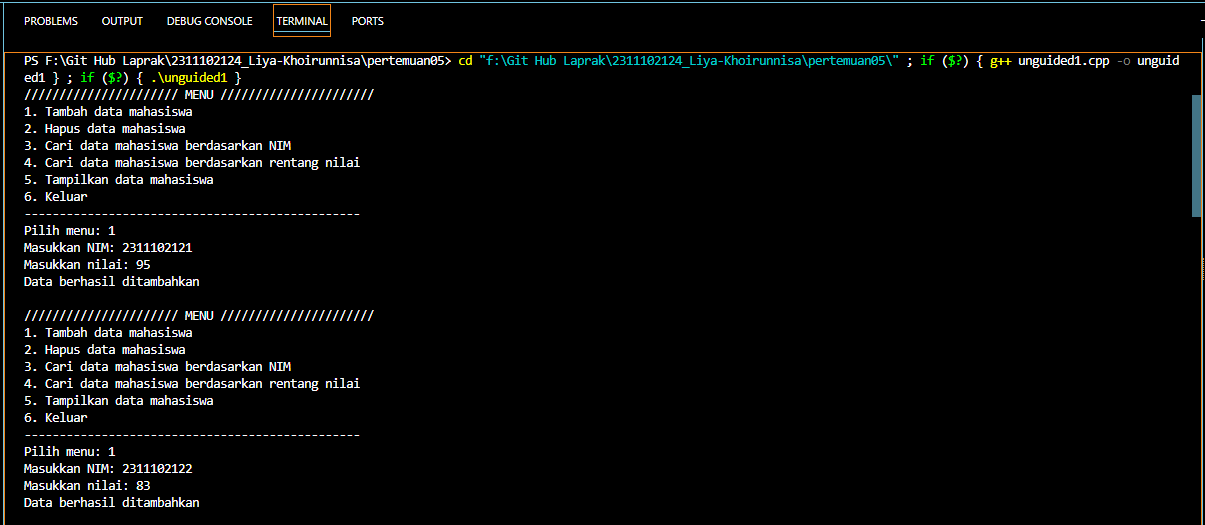 PROBLEMS OUTPUT DEBUG CONSOLE TERMINAL PORTS
PS F:\Git Hub Laprak\2311102124_Liya-Khoirunnisa\pertemuan05> cd "f:\Git Hub Laprak\2311102124_Liya-Khoirunnisa\pertemuan05\" ; if ($?) { g++ unguided1.cpp -o unguid
ed1 } ; if ($?) { .\unguided1 }
////////////////////// MENU //////////////////////
1. Tambah data mahasiswa
2. Hapus data mahasiswa
3. Cari data mahasiswa berdasarkan NIM
4. Cari data mahasiswa berdasarkan rentang nilai
5. Tampilkan data mahasiswa
6. Keluar
------------------------------------------------
Pilih menu: 1
Masukkan NIM: 2311102121
Masukkan nilai: 95
Data berhasil ditambahkan
////////////////////// MENU //////////////////////
1. Tambah data mahasiswa
2. Hapus data mahasiswa
3. Cari data mahasiswa berdasarkan NIM
4. Cari data mahasiswa berdasarkan rentang nilai
5. Tampilkan data mahasiswa
6. Keluar
------------------------------------------------
Pilih menu: 1
Masukkan NIM: 2311102122
Masukkan nilai: 83
Data berhasil ditambahkan